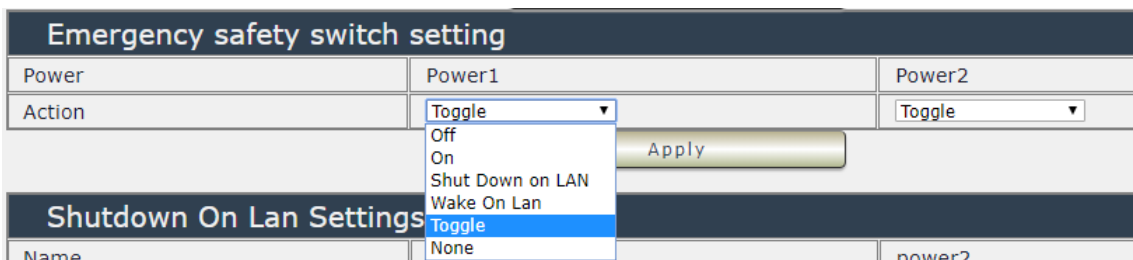 Emergency safety switch setting
Power Power1 Power2
Action Toggle Toggle
Off
On
Apply
Shut Down on LAN
Wake On Lan
Shutdown On Lan Settings
Toggle
None
Name power2